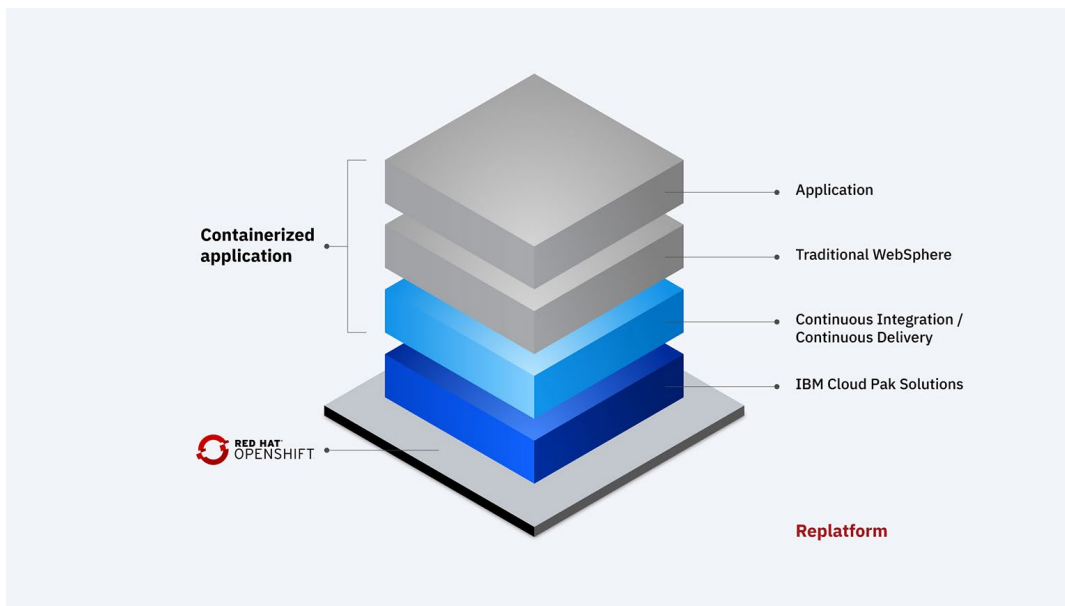 Application
Containerized
application
Traditional WebSphere
Continuous Integration /
Continuous Delivery
IBM Cloud Pak Solutions
RED HAT
OPENSHIFT
Replatform